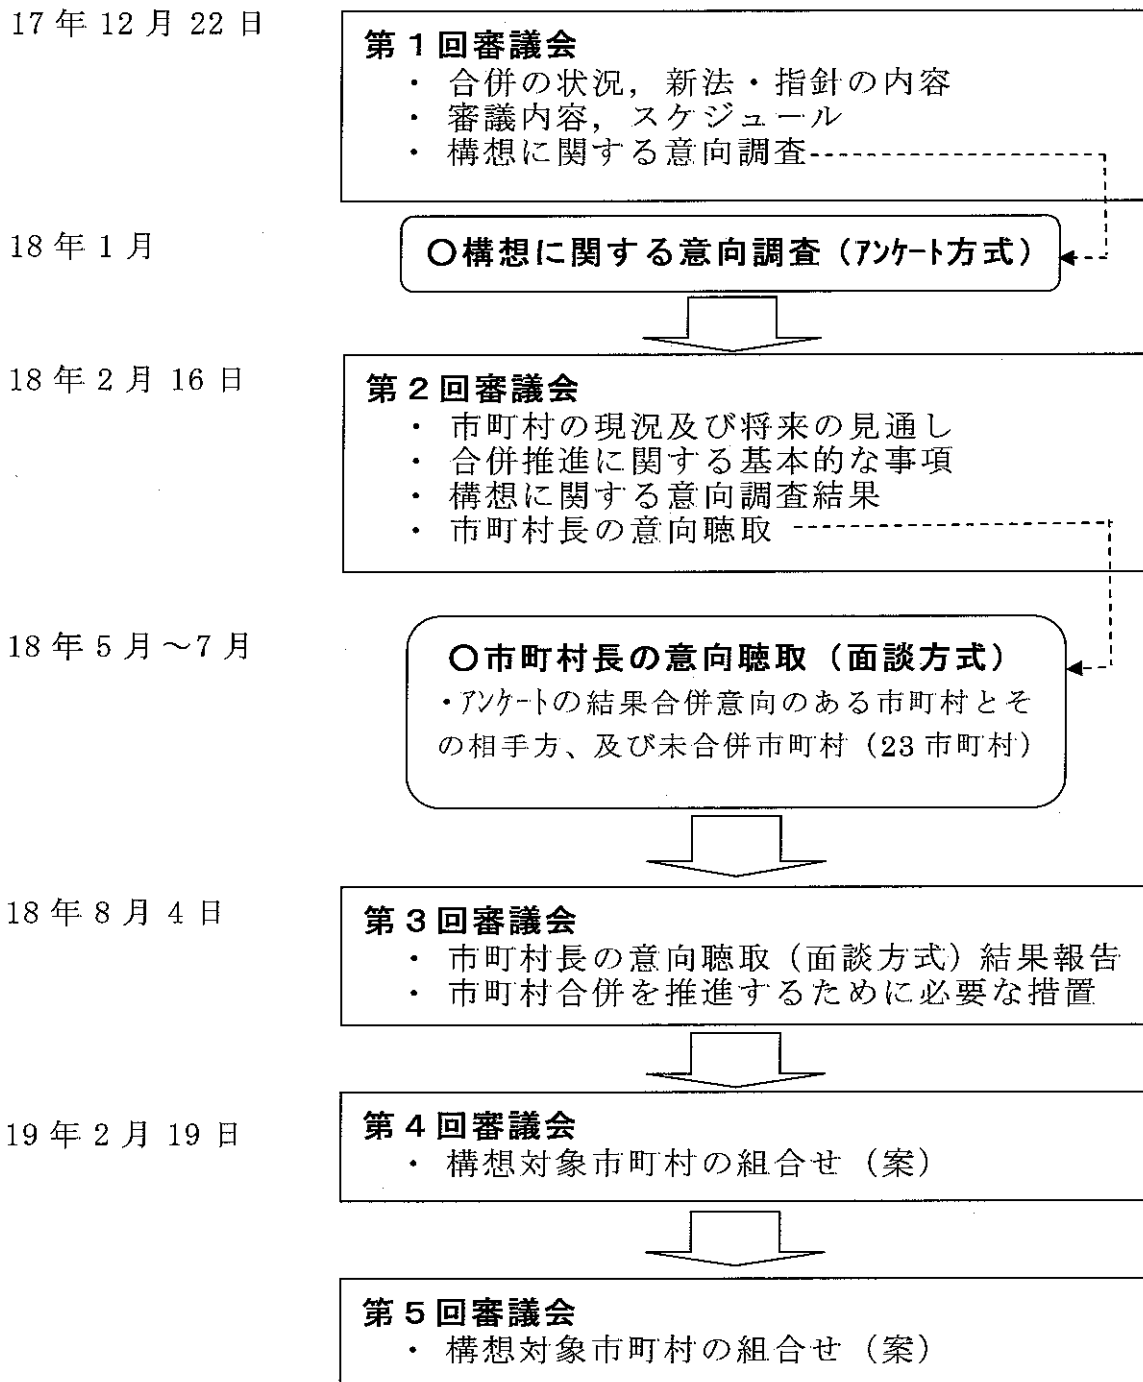 17年12月22日
第1回審議会
・ 合併の状況，新法・指針の内容
・ 審議内容，スケジュール
・ 構想に関する意向調査
18年1月
○構想に関する意向調査（ｱﾝｹｰﾄ方式）
18年2月16日
第2回審議会
・ 市町村の現況及び将来の見通し
・ 合併推進に関する基本的な事項
・ 構想に関する意向調査結果
・ 市町村長の意向聴取
18年5月～7月
○市町村長の意向聴取（面談方式）
・ｱﾝｹｰﾄの結果合併意向のある市町村とそ
の相手方、及び未合併市町村（23市町村）
18年8月4日
第3回審議会
・ 市町村長の意向聴取（面談方式）結果報告
・ 市町村合併を推進するために必要な措置
19年2月19日
第4回審議会
・ 構想対象市町村の組合せ（案）
第5回審議会
・ 構想対象市町村の組合せ（案）